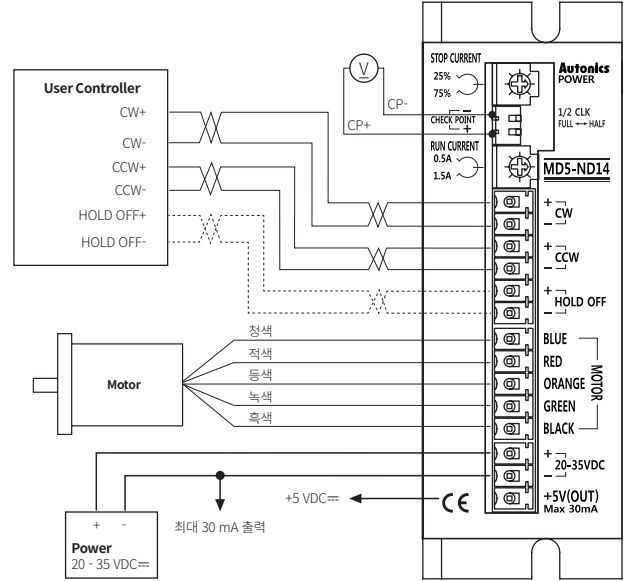 User Controller
CW+
CW-
CCW+
CCW-
HOLD OFF+
HOLD OFF-
V
CP-
CP+
STOP CURRENT
25%
75%
CHECK POINT
−
+
RUN CURRENT
0.5A
1.5A
Autonics
POWER
1/2 CLK
FULL ↔ HALF
MD5-ND14
+
CW
−
+
CCW
−
+
HOLD OFF
−
BLUE
RED
ORANGE
GREEN
BLACK
MOTOR
+
20-35VDC
−
+5V(OUT)
Max 30mA
Motor
청색
적색
등색
녹색
흑색
+5 VDC⎓
CE
최대 30 mA 출력
+ -
Power
20 - 35 VDC⎓